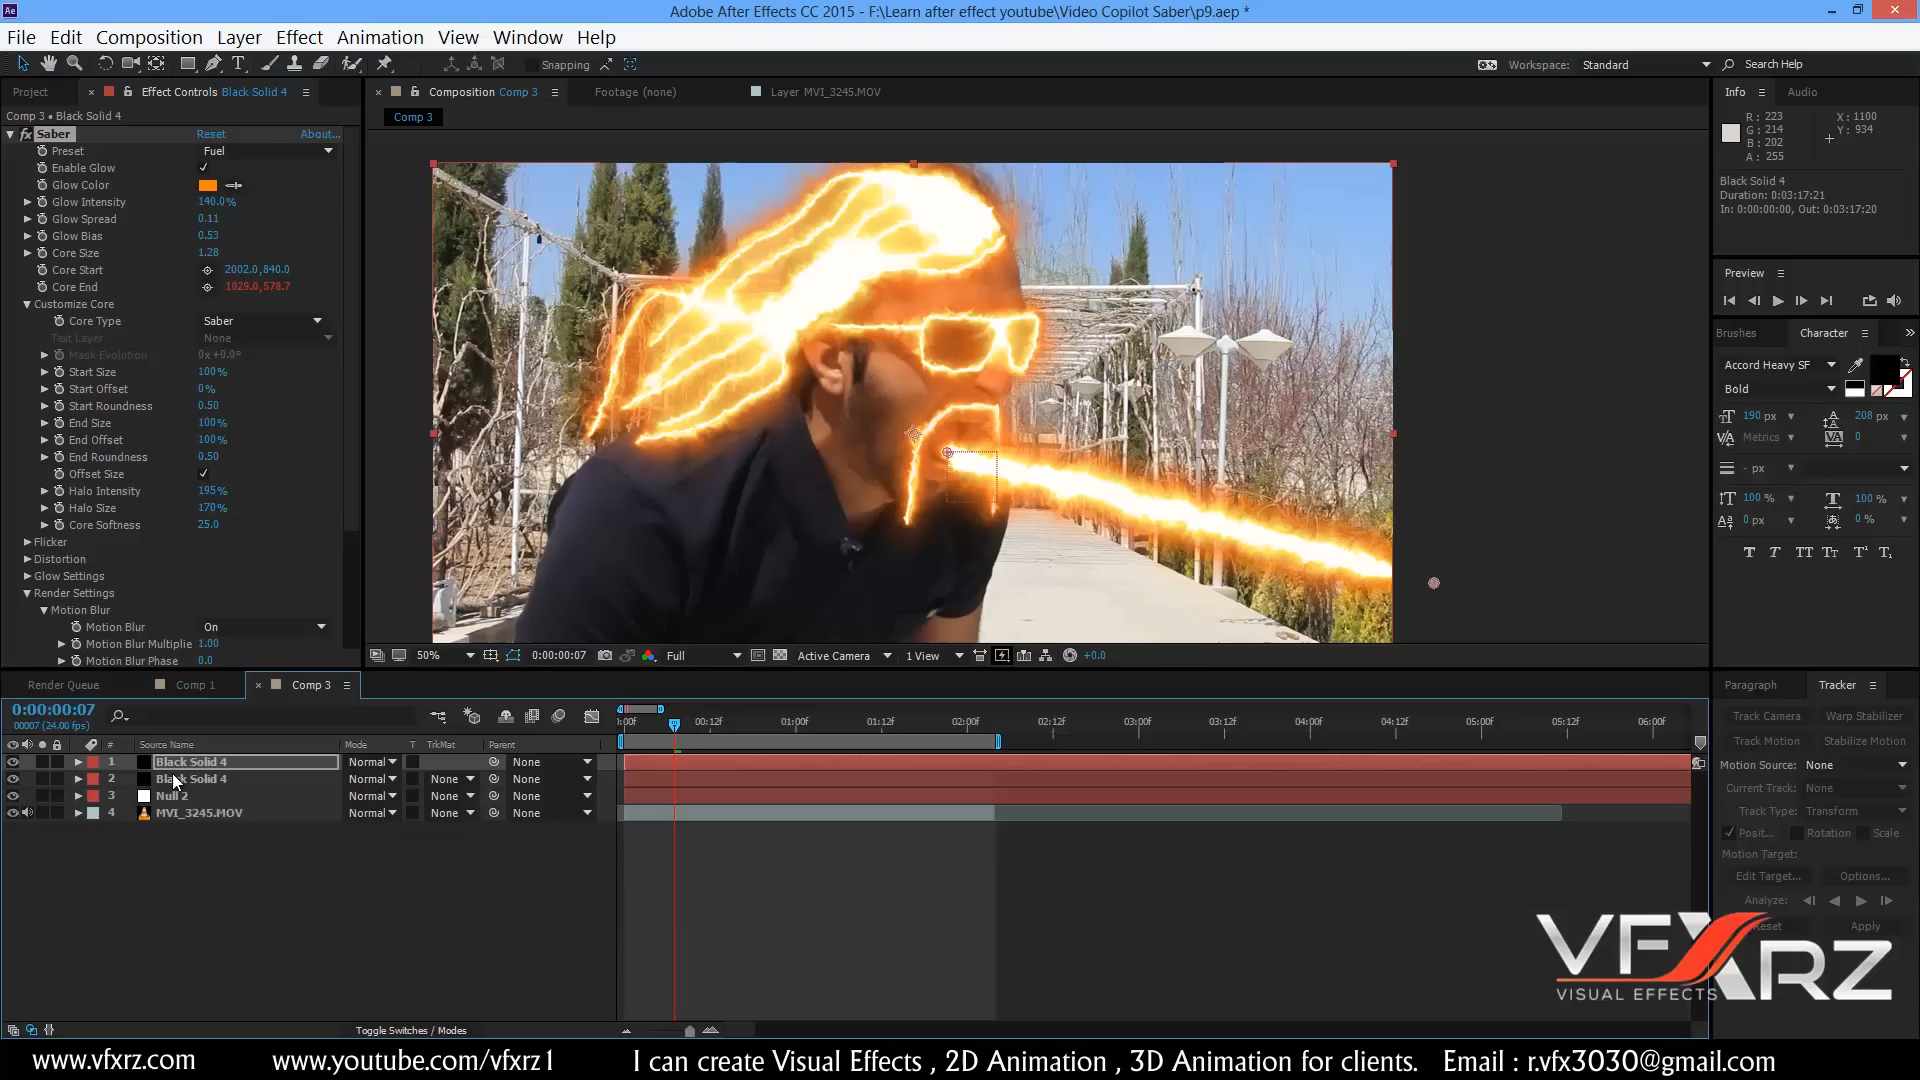 Ae
Adobe After Effects CC 2015 - F:\Learn after effect youtube\Video Copilot Saber\p9.aep *
File Edit Composition Layer Effect Animation View Window Help
Snapping
Workspace: Standard
Search Help
Project
Effect Controls Black Solid 4
Comp 3 • Black Solid 4
fx Saber Reset About...
Preset Fuel
Enable Glow
Glow Color
Glow Intensity 140.0%
Glow Spread 0.11
Glow Bias 0.53
Core Size 1.28
Core Start 2002.0,840.0
Core End 1029.0,578.7
Customize Core
Core Type Saber
Text Layer None
Mask Evolution 0x+0.0°
Start Size 100%
Start Offset 0%
Start Roundness 0.50
End Size 100%
End Offset 100%
End Roundness 0.50
Offset Size
Halo Intensity 195%
Halo Size 170%
Core Softness 25.0
Flicker
Distortion
Glow Settings
Render Settings
Motion Blur
Motion Blur On
Motion Blur Multiplie 1.00
Motion Blur Phase 0.0
Composition Comp 3
Footage (none)
Layer MVI_3245.MOV
Comp 3
50% 0:00:00:07 Full Active Camera 1 View +0.0
Info Audio
R: 223
G: 214
B: 202
A: 255
X: 1100
Y: 934
Black Solid 4
Duration: 0:03:17:21
In: 0:00:00:00, Out: 0:03:17:20
Preview
Brushes Character
Accord Heavy SF
Bold
190 px 208 px
Metrics 0
- px
100 % 100 %
0 px 0 %
T T TT Tt T¹ T₁
Render Queue Comp 1 Comp 3
0:00:00:07
00007 (24.00 fps)
:00f 00:12f 01:00f 01:12f 02:00f 02:12f 03:00f 03:12f 04:00f 04:12f 05:00f 05:12f 06:00f
# Source Name Mode T TrkMat Parent
1 Black Solid 4 Normal None
2 Black Solid 4 Normal None None
3 Null 2 Normal None None
4 MVI_3245.MOV Normal None None
Toggle Switches / Modes
Paragraph Tracker
Track Camera Warp Stabilizer
Track Motion Stabilize Motion
Motion Source: None
Current Track: None
Track Type: Transform
Posit... Rotation Scale
Motion Target:
Edit Target... Options...
Analyze:
Reset Apply
VFXRZ
VISUAL EFFECTS
www.vfxrz.com www.youtube.com/vfxrz1 I can create Visual Effects , 2D Animation , 3D Animation for clients. Email : r.vfx3030@gmail.com